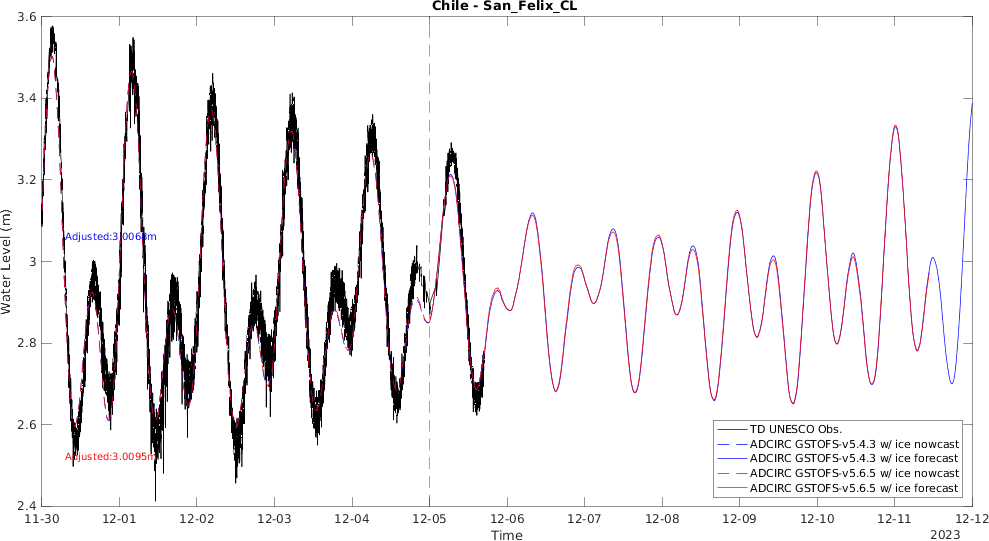 Chile - San_Felix_CL
3.6
3.4
3.2
3
2.8
2.6
2.4
Water Level (m)
Adjusted:3.0068m
Adjusted:3.0095m
TD UNESCO Obs.
ADCIRC GSTOFS-v5.4.3 w/ ice nowcast
ADCIRC GSTOFS-v5.4.3 w/ ice forecast
ADCIRC GSTOFS-v5.6.5 w/ ice nowcast
ADCIRC GSTOFS-v5.6.5 w/ ice forecast
11-30 12-01 12-02 12-03 12-04 12-05 12-06 12-07 12-08 12-09 12-10 12-11 12-12
Time
2023